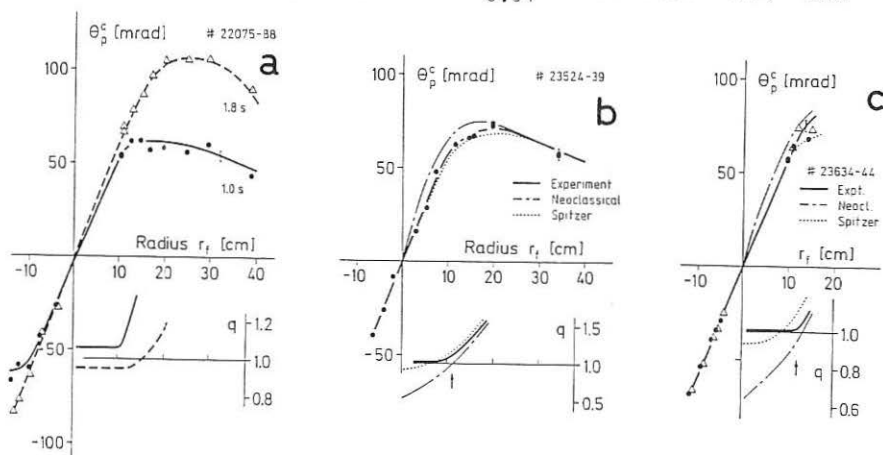 θ_p^c [mrad] # 22075-88
a
100
50
1.8 s
1.0 s
Radius r_f [cm]
-10 10 20 30 40
-50
-100
q
1.2
1.0
0.8
θ_p^c [mrad] # 23524-39
b
100
50
Experiment
Neoclassical
Spitzer
Radius r_f [cm]
-10 10 20 30 40
-50
q
1.5
1.0
0.5
θ_p^c [mrad]
c
100
50
# 23634-44
Expt.
Neocl.
Spitzer
r_f [cm]
-10 10 20
1.0
q
0.8
0.6